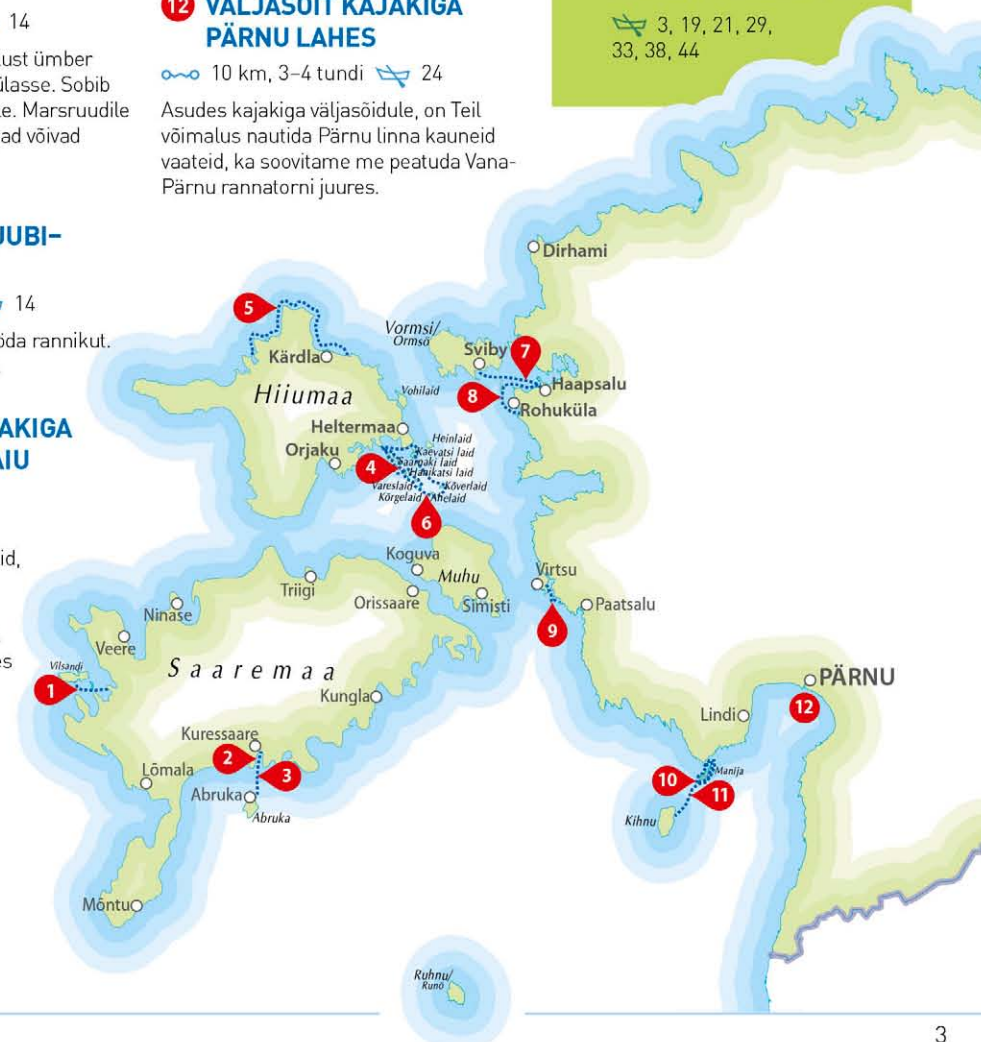 14
ust ümber
ülasse. Sobib
le. Marsruudile
ad võivad
UUBI–
14
öda rannikut.
AKIGA
AIU
id,
es
12 VÄLJASÕIT KAJAKIGA
PÄRNU LAHES
10 km, 3–4 tundi 24
Asudes kajakiga väljasõidule, on Teil
võimalus nautida Pärnu linna kauneid
vaateid, ka soovitame me peatuda Vana-
Pärnu rannatorni juures.
3, 19, 21, 29,
33, 38, 44
Dirhami
5
Vormsi/
Ormsö
Kärdla
Sviby
7
Haapsalu
Hiiumaa
Vohilaid
8
Rohuküla
Heltermaa
Heinlaid
Orjaku
Kaevatsi laid
4
Saarnaki laid
Hanikatsi laid
Vareslaid
Kõverlaid
Kõrgelaid
Ahelaid
6
Koguva
Muhu
Virtsu
Triigi
Orissaare
Simisti
Paatsalu
Ninase
9
Veere
Vilsandi
Saaremaa
1
Kungla
PÄRNU
Lindi
12
Kuressaare
2
Lõmala
3
10
Manija
Abruka
11
Abruka
Kihnu
Mõntu
Ruhnu/
Runö
3